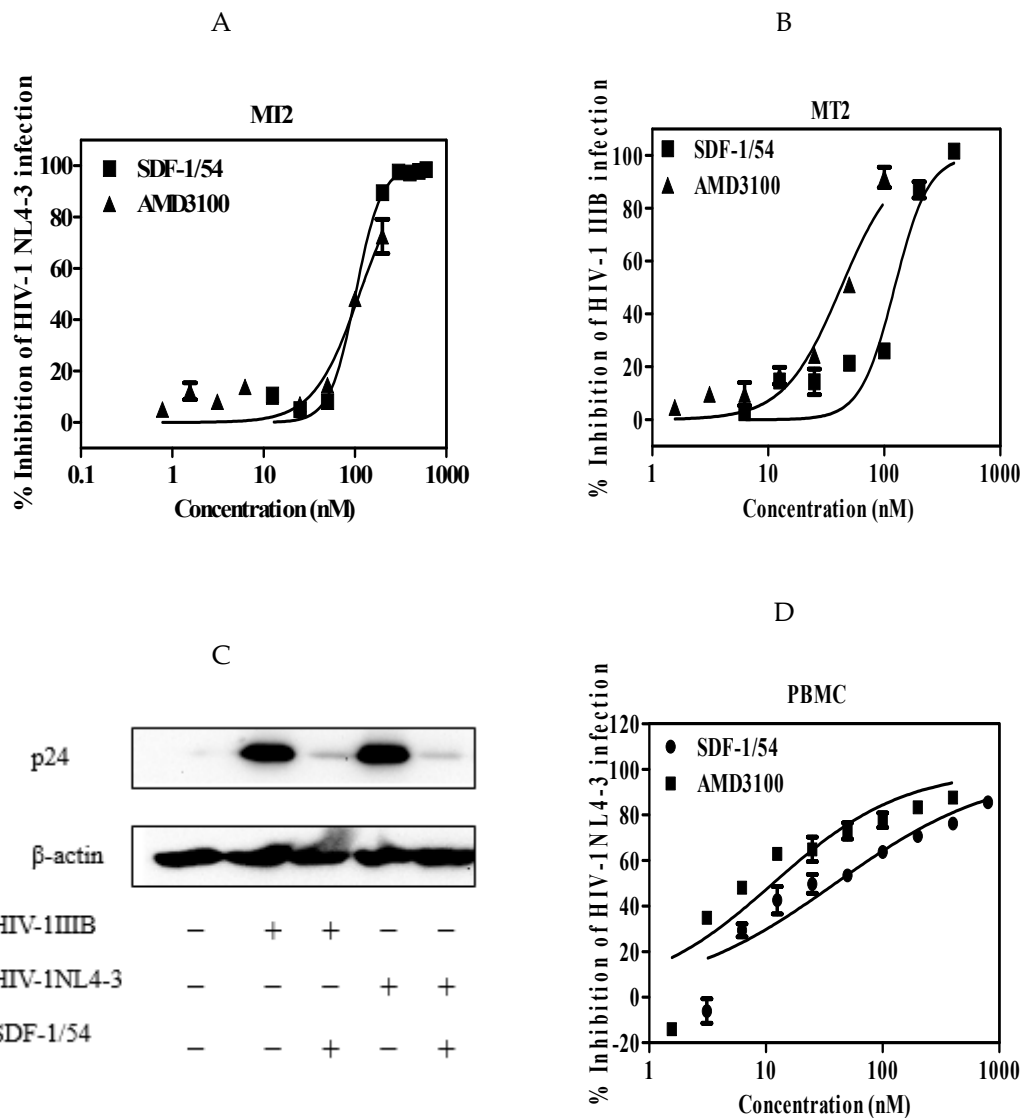 A
MT2
% Inhibition of HIV-1 NL4-3 infection
SDF-1/54
AMD3100
100
80
60
40
20
0
0.1 1 10 100 1000
Concentration (nM)
B
MT2
% Inhibition of HIV-1 IIIB infection
SDF-1/54
AMD3100
100
80
60
40
20
0
1 10 100 1000
Concentration (nM)
C
p24
β-actin
HIV-1IIIB – + + – –
HIV-1NL4-3 – – – + +
SDF-1/54 – – + – +
D
PBMC
% Inhibition of HIV-1NL4-3 infection
SDF-1/54
AMD3100
120
100
80
60
40
20
0
-20
1 10 100 1000
Concentration (nM)